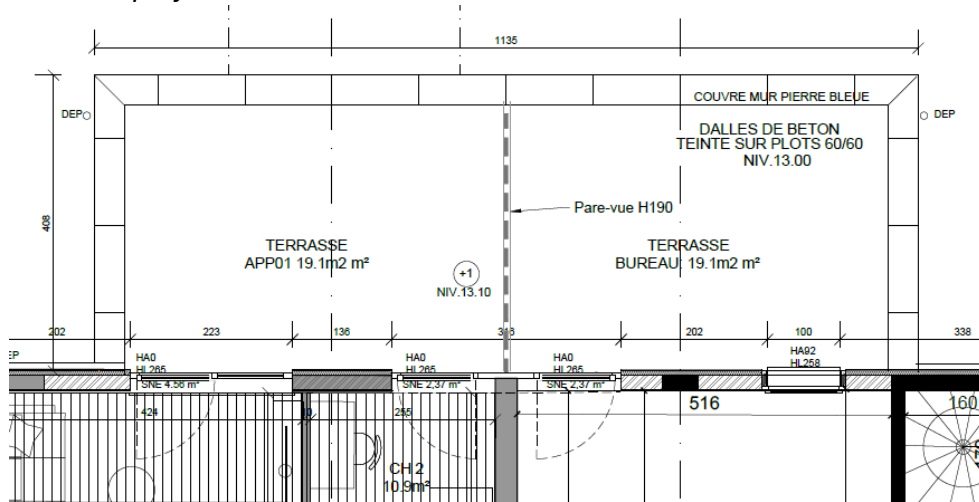 1135
COUVRE MUR PIERRE BLEUE
DEP
DEP
DALLES DE BETON
TEINTE SUR PLOTS 60/60
NIV.13.00
408
Pare-vue H190
TERRASSE
APP01 19.1m2 m²
TERRASSE
BUREAU: 19.1m2 m²
+1
NIV.13.10
202
223
136
316
202
100
338
EP
HA0
HL265
SNE 4.56 m²
HA0
HL265
SNE 2,37 m²
HA0
HL265
SNE 2,37 m²
HA92
HL258
424
10
255
516
160
CH 2
10.9m²